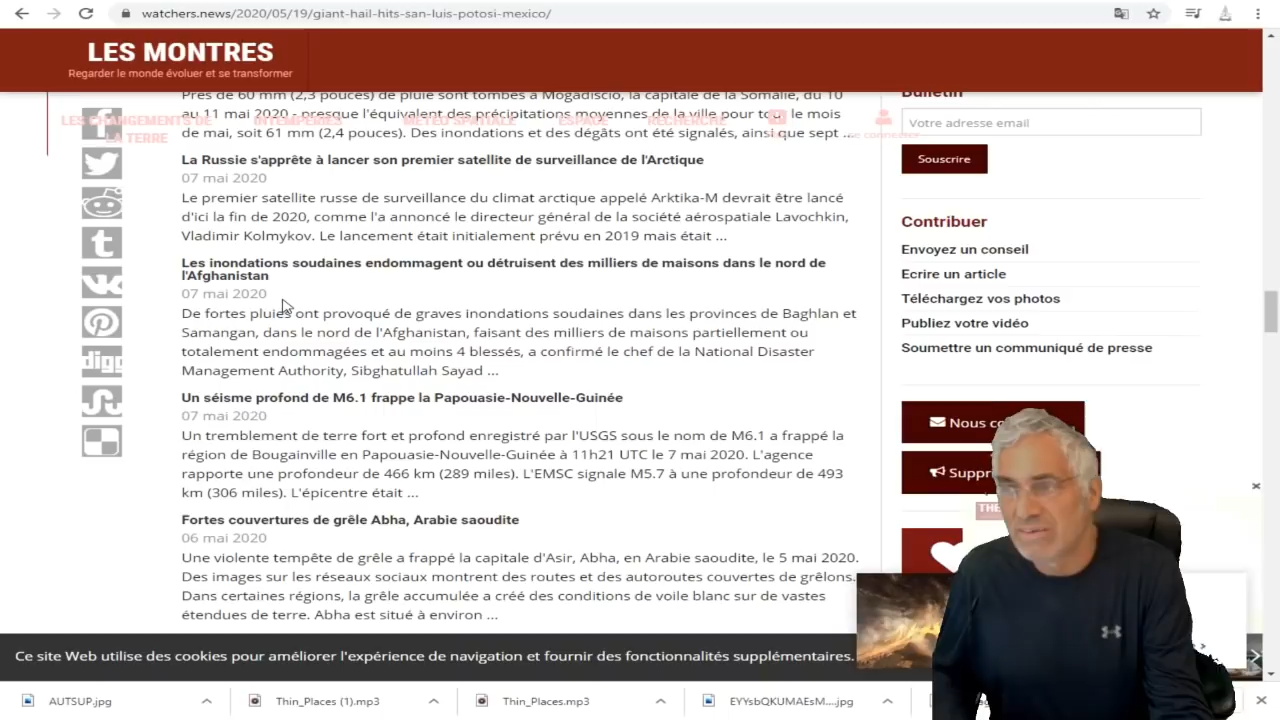 watchers.news/2020/05/19/giant-hail-hits-san-luis-potosi-mexico/
LES MONTRES
Regarder le monde évoluer et se transformer
LES CHANGEMENTS DE
LA TERRE
INTEMPÉRIES
MÉTÉO SPATIALE
ESPACE
RECHERCHE
Se connecter
Près de 60 mm (2,3 pouces) de pluie sont tombés à Mogadiscio, la capitale de la Somalie, du 10
au 11 mai 2020 - presque l'équivalent des précipitations moyennes de la ville pour tout le mois
de mai, soit 61 mm (2,4 pouces). Des inondations et des dégâts ont été signalés, ainsi que sept ...
La Russie s'apprête à lancer son premier satellite de surveillance de l'Arctique
07 mai 2020
Le premier satellite russe de surveillance du climat arctique appelé Arktika-M devrait être lancé
d'ici la fin de 2020, comme l'a annoncé le directeur général de la société aérospatiale Lavochkin,
Vladimir Kolmykov. Le lancement était initialement prévu en 2019 mais était ...
Les inondations soudaines endommagent ou détruisent des milliers de maisons dans le nord de
l'Afghanistan
07 mai 2020
De fortes pluies ont provoqué de graves inondations soudaines dans les provinces de Baghlan et
Samangan, dans le nord de l'Afghanistan, faisant des milliers de maisons partiellement ou
totalement endommagées et au moins 4 blessés, a confirmé le chef de la National Disaster
Management Authority, Sibghatullah Sayad ...
Un séisme profond de M6.1 frappe la Papouasie-Nouvelle-Guinée
07 mai 2020
Un tremblement de terre fort et profond enregistré par l'USGS sous le nom de M6.1 a frappé la
région de Bougainville en Papouasie-Nouvelle-Guinée à 11h21 UTC le 7 mai 2020. L'agence
rapporte une profondeur de 466 km (289 miles). L'EMSC signale M5.7 à une profondeur de 493
km (306 miles). L'épicentre était ...
Fortes couvertures de grêle Abha, Arabie saoudite
06 mai 2020
Une violente tempête de grêle a frappé la capitale d'Asir, Abha, en Arabie saoudite, le 5 mai 2020.
Des images sur les réseaux sociaux montrent des routes et des autoroutes couvertes de grêlons.
Dans certaines régions, la grêle accumulée a créé des conditions de voile blanc sur de vastes
étendues de terre. Abha est situé à environ ...
Bulletin
Votre adresse email
Souscrire
Contribuer
Envoyez un conseil
Ecrire un article
Téléchargez vos photos
Publiez votre vidéo
Soumettre un communiqué de presse
Nous co
Suppr
THE
digg
Ce site Web utilise des cookies pour améliorer l'expérience de navigation et fournir des fonctionnalités supplémentaires.
AUTSUP.jpg
Thin_Places (1).mp3
Thin_Places.mp3
EYYsbQKUMAEsM....jpg